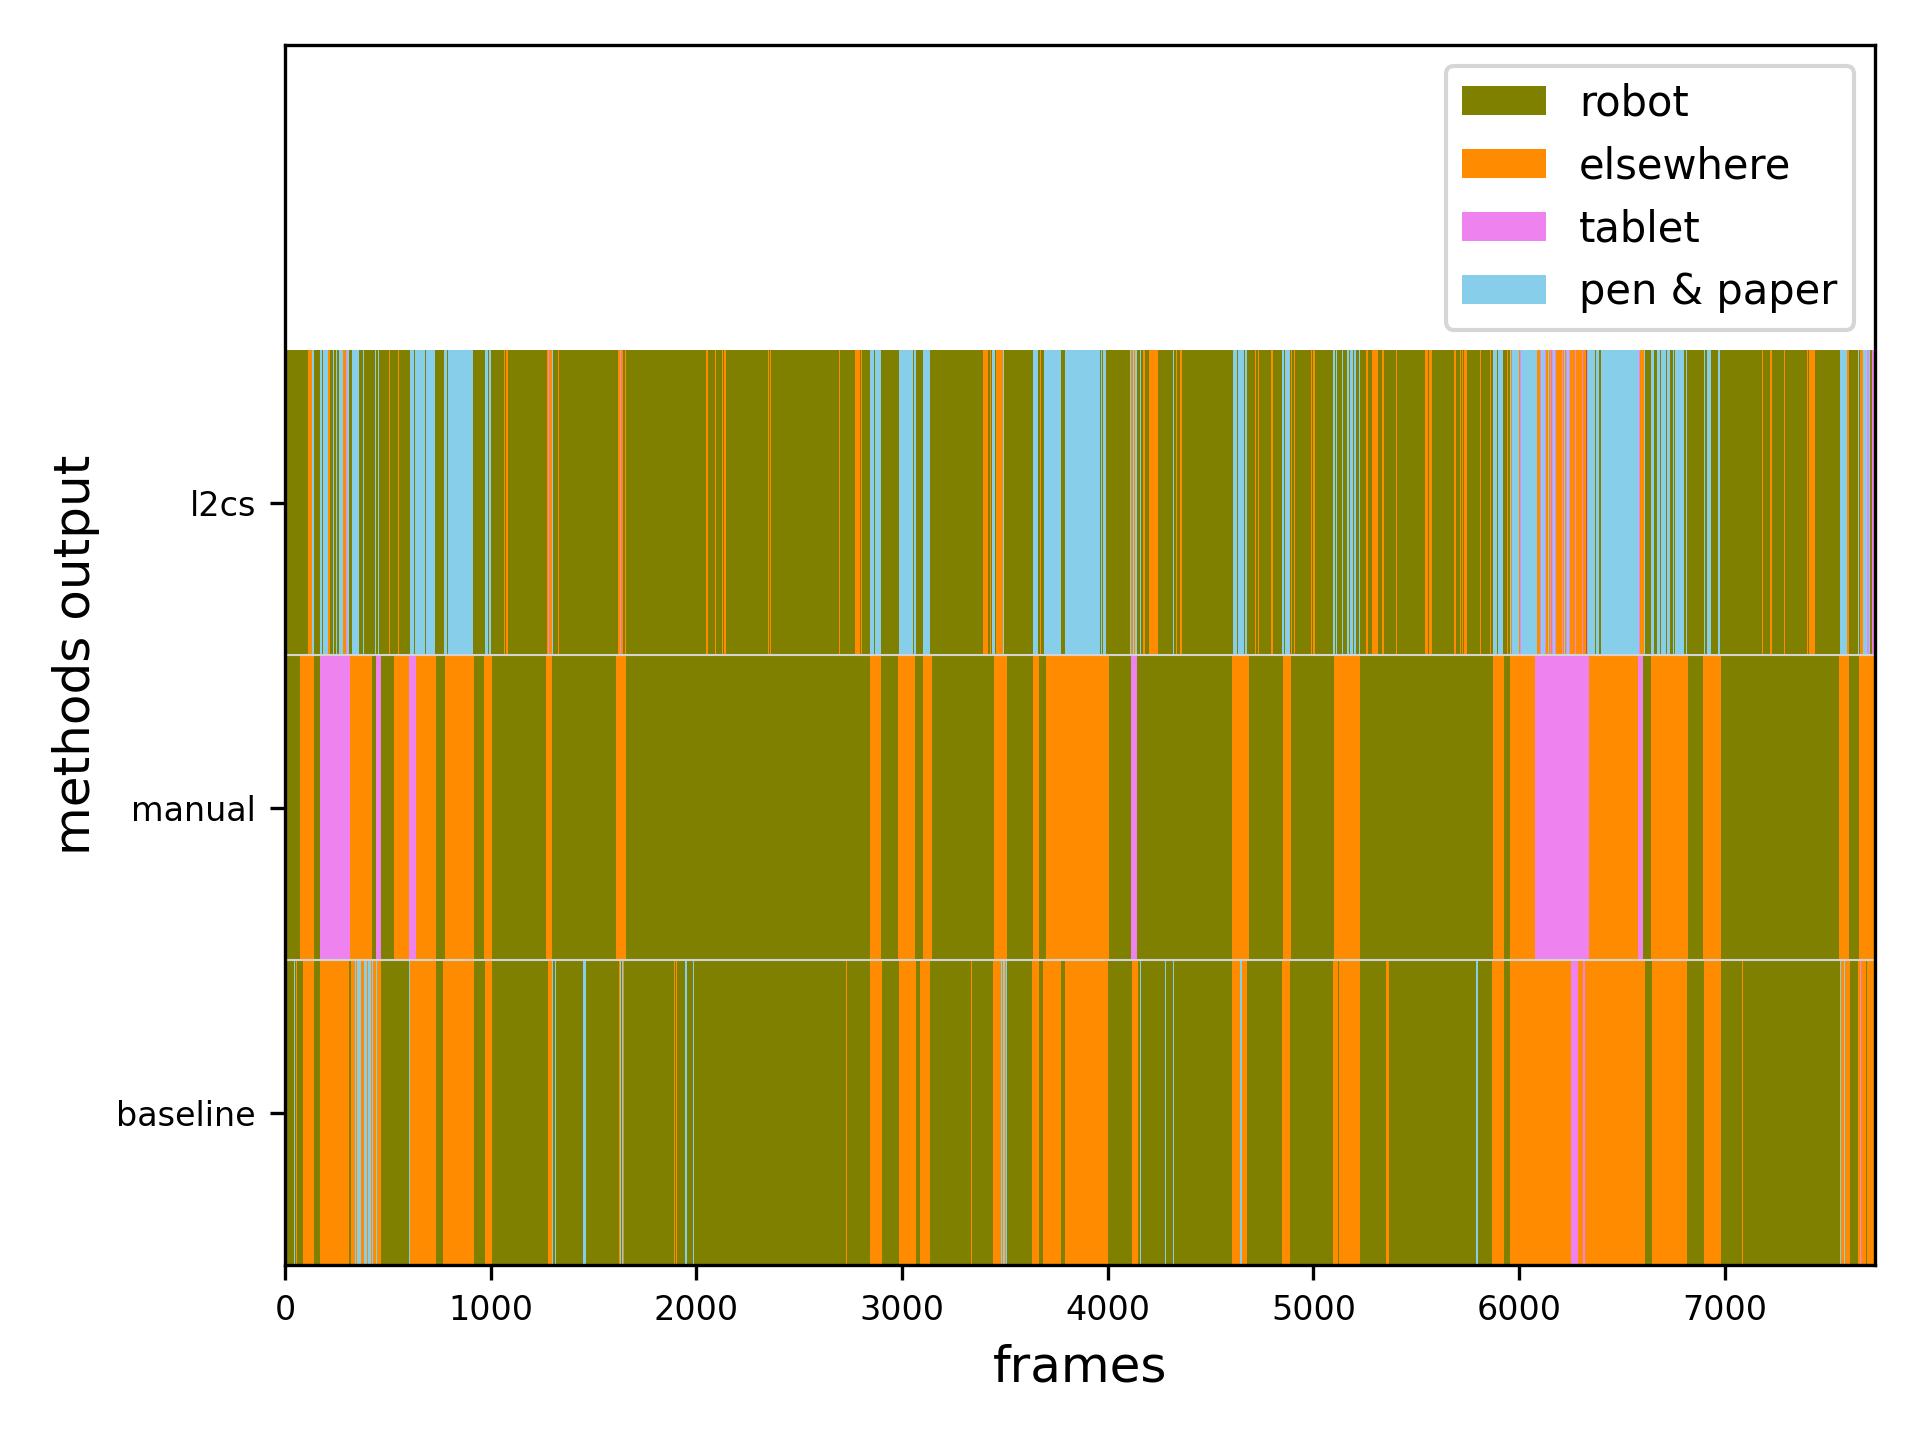 robot
elsewhere
tablet
pen & paper
methods output
l2cs
manual
baseline
0 1000 2000 3000 4000 5000 6000 7000
frames